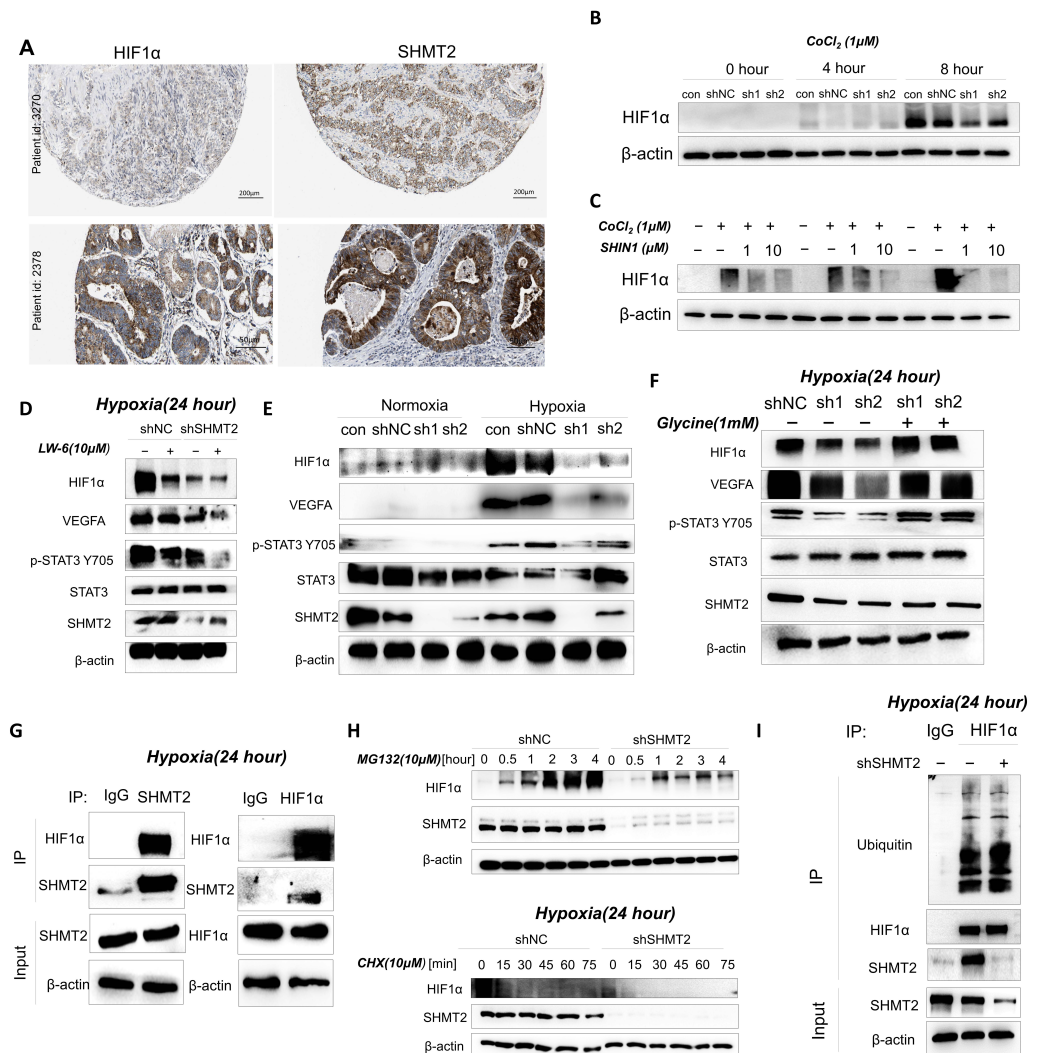 A
HIF1α SHMT2
Patient id: 3270
200μm 200μm
Patient id: 2378
50μm
B
CoCl₂ (1μM)
0 hour 4 hour 8 hour
con shNC sh1 sh2 con shNC sh1 sh2 con shNC sh1 sh2
HIF1α
β-actin
C
CoCl₂ (1μM) – + + + – + + + – + + +
SHIN1 (μM) – – 1 10 – – 1 10 – – 1 10
HIF1α
β-actin
D Hypoxia(24 hour)
shNC shSHMT2
LW-6(10μM) – + – +
HIF1α
VEGFA
p-STAT3 Y705
STAT3
SHMT2
β-actin
E
Normoxia Hypoxia
con shNC sh1 sh2 con shNC sh1 sh2
HIF1α
VEGFA
p-STAT3 Y705
STAT3
SHMT2
β-actin
F Hypoxia(24 hour)
shNC sh1 sh2 sh1 sh2
Glycine(1mM) – – – + +
HIF1α
VEGFA
p-STAT3 Y705
STAT3
SHMT2
β-actin
G
Hypoxia(24 hour)
IP: IgG SHMT2 IgG HIF1α
IP
HIF1α HIF1α
SHMT2 SHMT2
Input
SHMT2 HIF1α
β-actin β-actin
H
shNC shSHMT2
MG132(10μM)[hour] 0 0.5 1 2 3 4 0 0.5 1 2 3 4
HIF1α
SHMT2
β-actin
Hypoxia(24 hour)
shNC shSHMT2
CHX(10μM) [min] 0 15 30 45 60 75 0 15 30 45 60 75
HIF1α
SHMT2
β-actin
I
Hypoxia(24 hour)
IP: IgG HIF1α
shSHMT2 – – +
IP
Ubiquitin
HIF1α
SHMT2
Input
SHMT2
β-actin